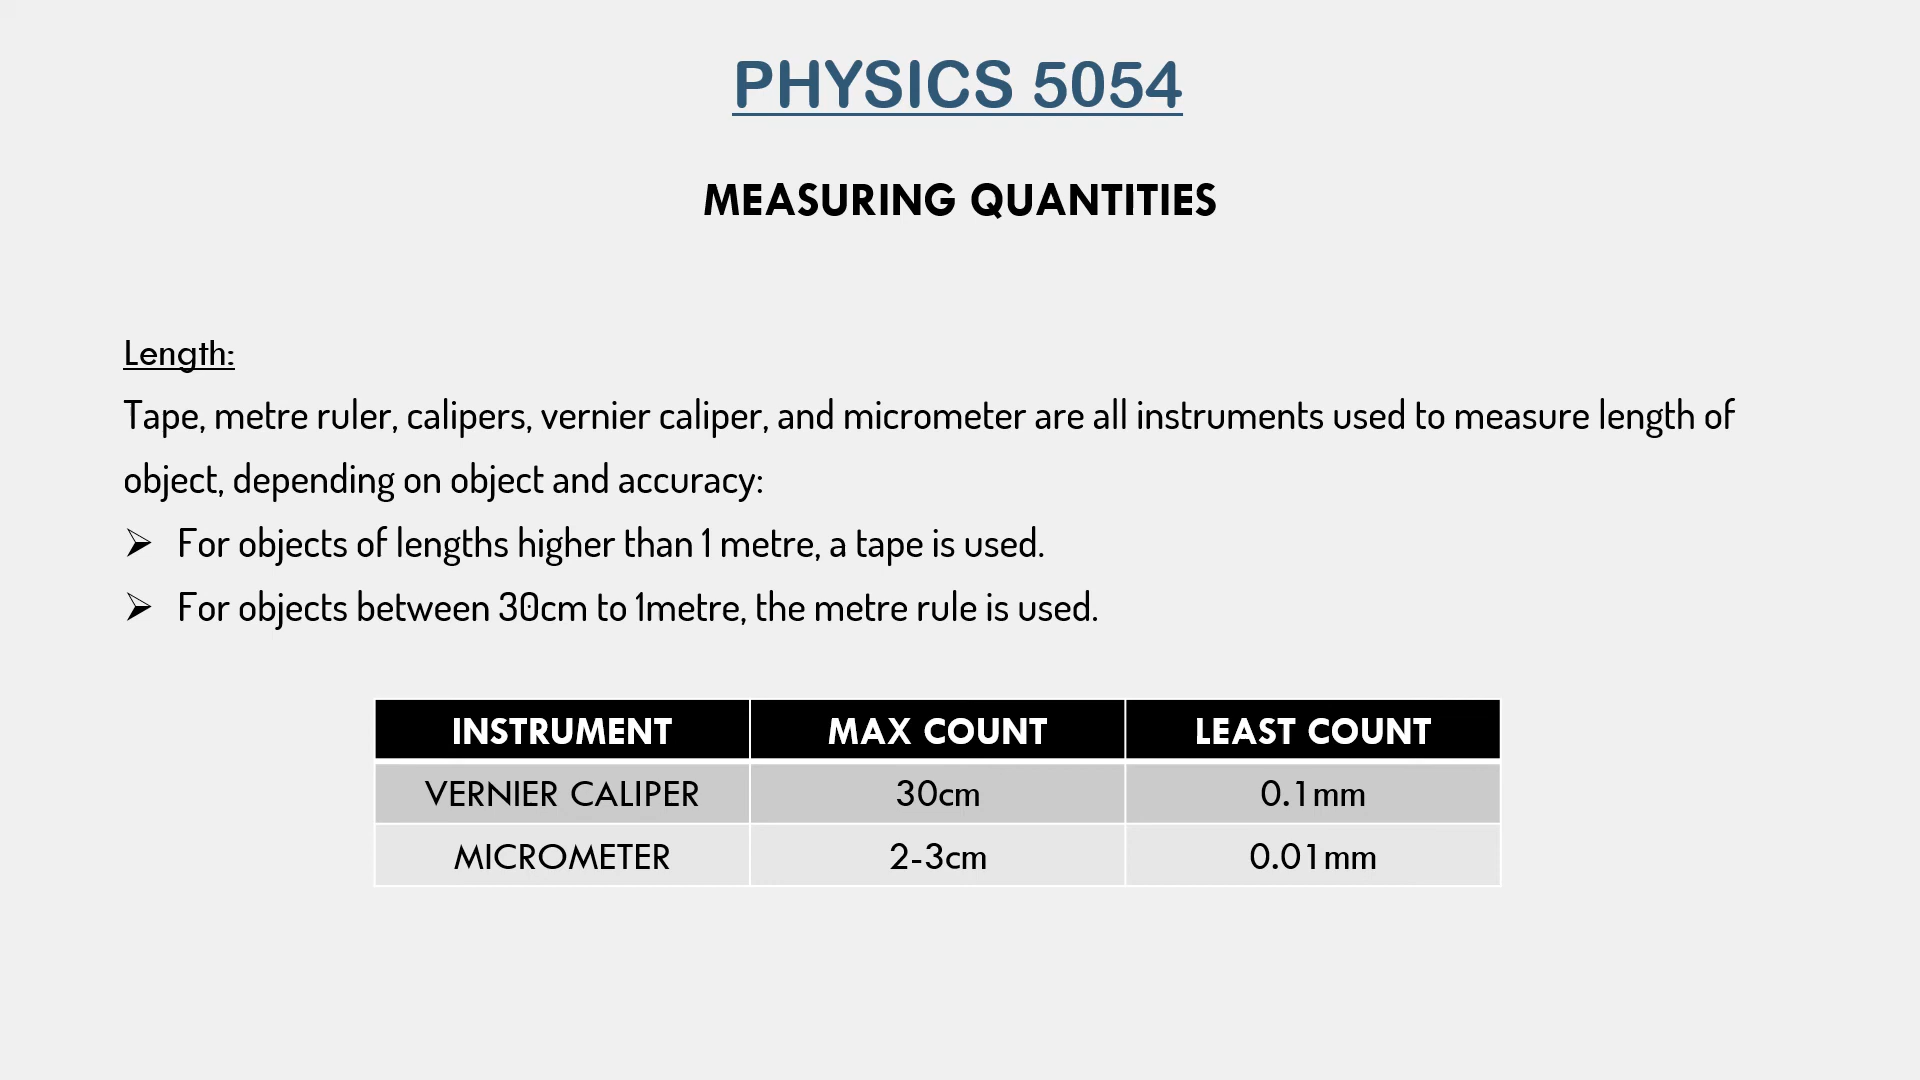 PHYSICS 5054
MEASURING QUANTITIES
Length:
Tape, metre ruler, calipers, vernier caliper, and micrometer are all instruments used to measure length of
object, depending on object and accuracy:
➢ For objects of lengths higher than 1 metre, a tape is used.
➢ For objects between 30cm to 1metre, the metre rule is used.
INSTRUMENT MAX COUNT LEAST COUNT
VERNIER CALIPER 30cm 0.1mm
MICROMETER 2-3cm 0.01mm